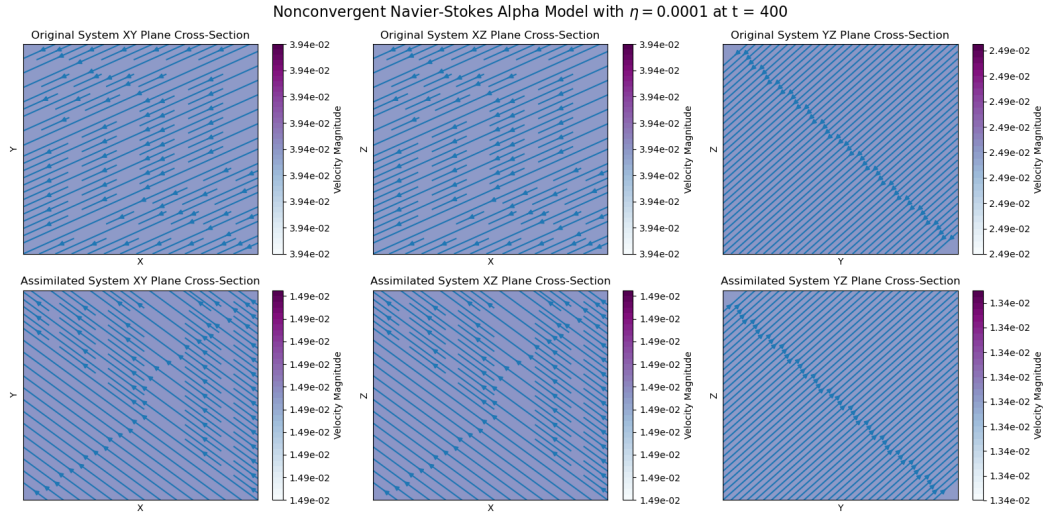 Nonconvergent Navier-Stokes Alpha Model with η = 0.0001 at t = 400
Original System XY Plane Cross-Section
Y
X
3.94e-02
3.94e-02
3.94e-02
3.94e-02
3.94e-02
3.94e-02
3.94e-02
3.94e-02
3.94e-02
Velocity Magnitude
Original System XZ Plane Cross-Section
Z
X
3.94e-02
3.94e-02
3.94e-02
3.94e-02
3.94e-02
3.94e-02
3.94e-02
3.94e-02
3.94e-02
Velocity Magnitude
Original System YZ Plane Cross-Section
Z
Y
2.49e-02
2.49e-02
2.49e-02
2.49e-02
2.49e-02
2.49e-02
2.49e-02
2.49e-02
2.49e-02
2.49e-02
2.49e-02
Velocity Magnitude
Assimilated System XY Plane Cross-Section
Y
X
1.49e-02
1.49e-02
1.49e-02
1.49e-02
1.49e-02
1.49e-02
1.49e-02
1.49e-02
1.49e-02
Velocity Magnitude
Assimilated System XZ Plane Cross-Section
Z
X
1.49e-02
1.49e-02
1.49e-02
1.49e-02
1.49e-02
1.49e-02
1.49e-02
1.49e-02
1.49e-02
Velocity Magnitude
Assimilated System YZ Plane Cross-Section
Z
Y
1.34e-02
1.34e-02
1.34e-02
1.34e-02
1.34e-02
1.34e-02
1.34e-02
1.34e-02
1.34e-02
1.34e-02
Velocity Magnitude